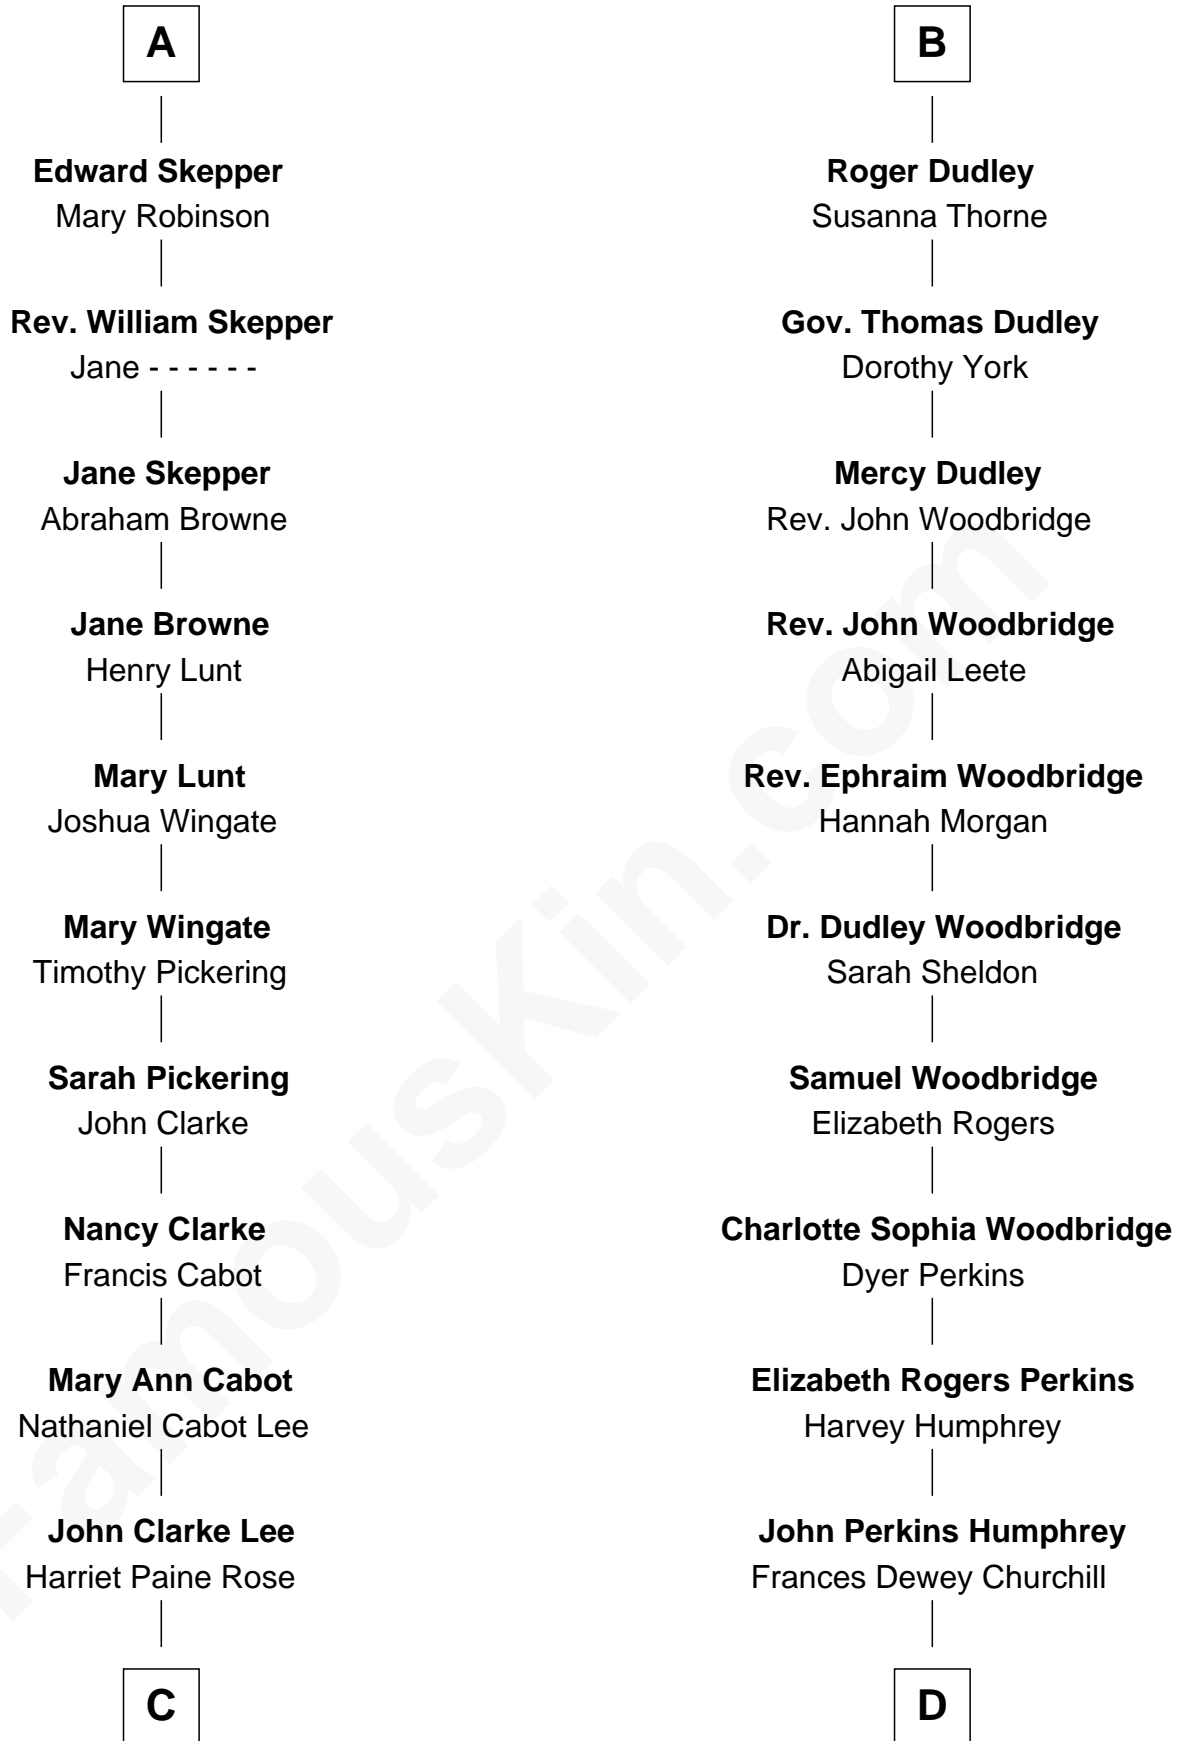 A
Edward Skepper
Mary Robinson
Rev. William Skepper
Jane - - - - - -
Jane Skepper
Abraham Browne
Jane Browne
Henry Lunt
Mary Lunt
Joshua Wingate
Mary Wingate
Timothy Pickering
Sarah Pickering
John Clarke
Nancy Clarke
Francis Cabot
Mary Ann Cabot
Nathaniel Cabot Lee
John Clarke Lee
Harriet Paine Rose
C
B
Roger Dudley
Susanna Thorne
Gov. Thomas Dudley
Dorothy York
Mercy Dudley
Rev. John Woodbridge
Rev. John Woodbridge
Abigail Leete
Rev. Ephraim Woodbridge
Hannah Morgan
Dr. Dudley Woodbridge
Sarah Sheldon
Samuel Woodbridge
Elizabeth Rogers
Charlotte Sophia Woodbridge
Dyer Perkins
Elizabeth Rogers Perkins
Harvey Humphrey
John Perkins Humphrey
Frances Dewey Churchill
D
FamousKin.com